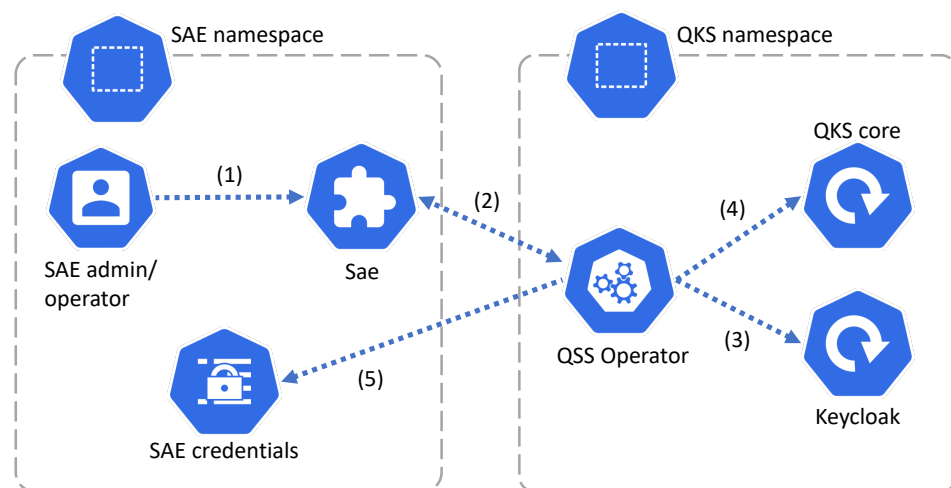 SAE namespace
QKS namespace
QKS core
(1)
(2)
(4)
SAE admin/
operator
Sae
QSS Operator
(3)
(5)
Keycloak
SAE credentials